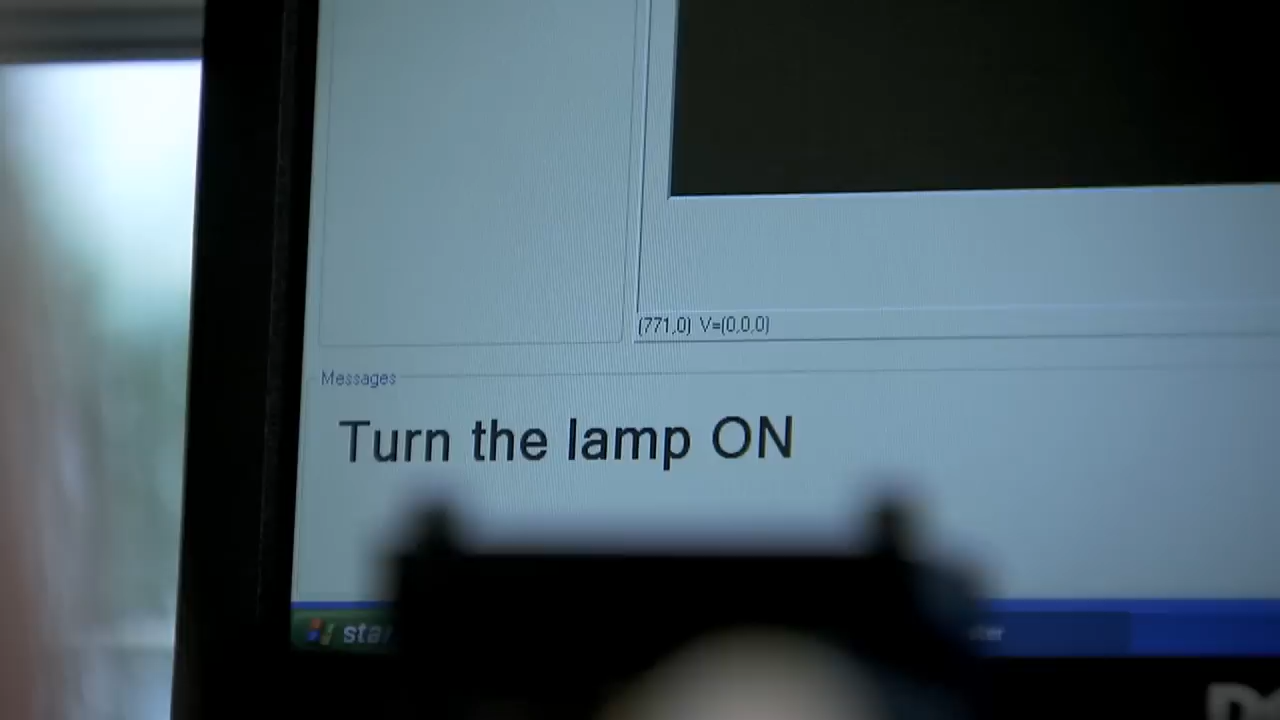 (771,0) V=(0,0,0)
Messages
Turn the lamp ON